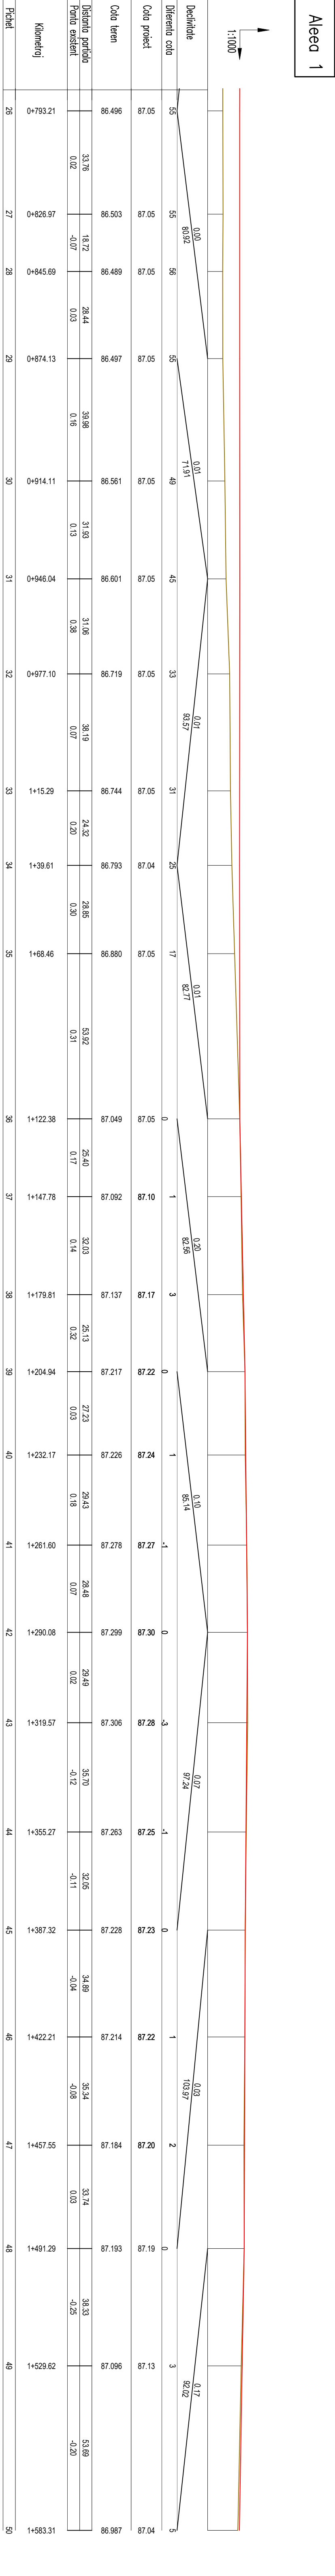 Aleea 1
1:1000
Declivitate 0.00 80.92 0.01 71.91 0.01 93.57 0.01 82.77 0.20 82.56 0.10 85.14 0.07 97.24 0.03 103.97 0.17 92.02
Diferenta cota 55 55 56 55 49 45 33 31 25 17 0 1 3 0 1 -1 0 -3 -1 0 1 2 0 3 5
Cota proiect 87.05 87.05 87.05 87.05 87.05 87.05 87.05 87.05 87.04 87.05 87.05 87.10 87.17 87.22 87.24 87.27 87.30 87.28 87.25 87.23 87.22 87.20 87.19 87.13 87.04
Cota teren 86.496 86.503 86.489 86.497 86.561 86.601 86.719 86.744 86.793 86.880 87.049 87.092 87.137 87.217 87.226 87.278 87.299 87.306 87.263 87.228 87.214 87.184 87.193 87.096 86.987
Distanta partiala 33.76 18.72 28.44 39.98 31.93 31.06 38.19 24.32 28.85 53.92 25.40 32.03 25.13 27.23 29.43 28.48 29.49 35.70 32.05 34.89 35.34 33.74 38.33 53.69
Panta existent 0.02 -0.07 0.03 0.16 0.13 0.38 0.07 0.20 0.30 0.31 0.17 0.14 0.32 0.03 0.18 0.07 0.02 -0.12 -0.11 -0.04 -0.08 0.03 -0.25 -0.20
Kilometraj 0+793.21 0+826.97 0+845.69 0+874.13 0+914.11 0+946.04 0+977.10 1+15.29 1+39.61 1+68.46 1+122.38 1+147.78 1+179.81 1+204.94 1+232.17 1+261.60 1+290.08 1+319.57 1+355.27 1+387.32 1+422.21 1+457.55 1+491.29 1+529.62 1+583.31
Pichet 26 27 28 29 30 31 32 33 34 35 36 37 38 39 40 41 42 43 44 45 46 47 48 49 50